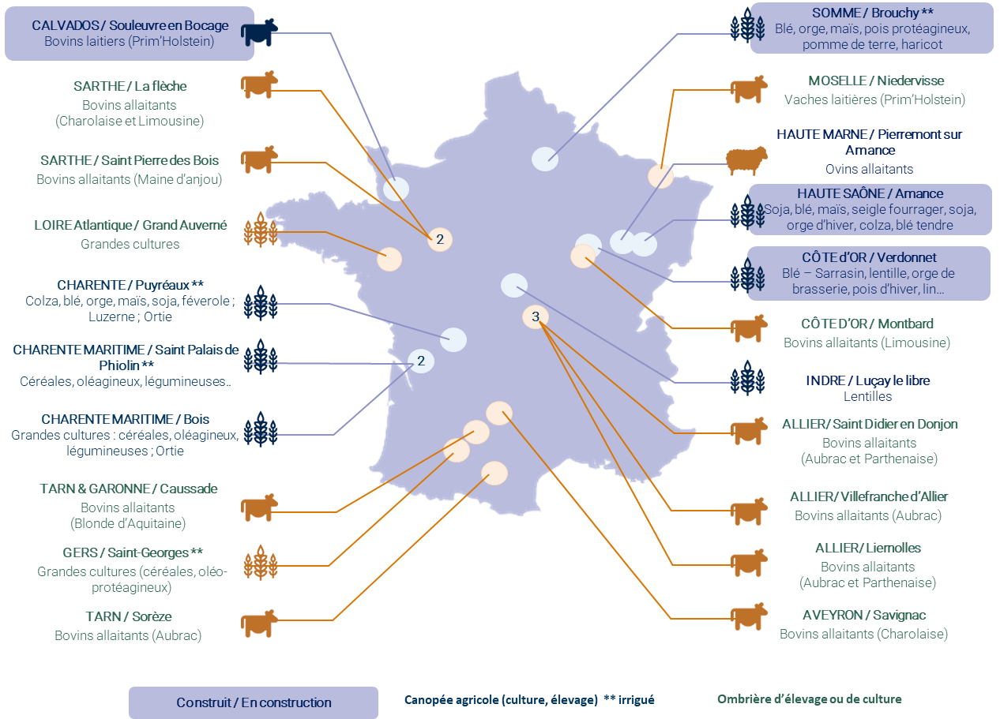 CALVADOS / Souleuvre en Bocage
Bovins laitiers (Prim'Holstein)
SARTHE / La flèche
Bovins allaitants
(Charolaise et Limousine)
SARTHE / Saint Pierre des Bois
Bovins allaitants (Maine d'anjou)
LOIRE Atlantique / Grand Auverné
Grandes cultures
CHARENTE / Puyréaux **
Colza, blé, orge, maïs, soja, féverole ;
Luzerne ; Ortie
CHARENTE MARITIME / Saint Palais de
Phiolin **
Céréales, oléagineux, légumineuses..
CHARENTE MARITIME / Bois
Grandes cultures : céréales, oléagineux,
légumineuses ; Ortie
TARN & GARONNE / Caussade
Bovins allaitants
(Blonde d'Aquitaine)
GERS / Saint-Georges **
Grandes cultures (céréales, oléo-
protéagineux)
TARN / Sorèze
Bovins allaitants (Aubrac)
2
3
2
SOMME / Brouchy **
Blé, orge, maïs, pois protéagineux,
pomme de terre, haricot
MOSELLE / Niedervisse
Vaches laitières (Prim'Holstein)
HAUTE MARNE / Pierremont sur
Amance
Ovins allaitants
HAUTE SAÔNE / Amance
Soja, blé, maïs, seigle fourrager, soja,
orge d'hiver, colza, blé tendre
CÔTE d'OR / Verdonnet
Blé – Sarrasin, lentille, orge de
brasserie, pois d'hiver, lin…
CÔTE D'OR / Montbard
Bovins allaitants (Limousine)
INDRE / Luçay le libre
Lentilles
ALLIER/ Saint Didier en Donjon
Bovins allaitants
(Aubrac et Parthenaise)
ALLIER/ Villefranche d'Allier
Bovins allaitants (Aubrac)
ALLIER/ Liernolles
Bovins allaitants
(Aubrac et Parthenaise)
AVEYRON / Savignac
Bovins allaitants (Charolaise)
Construit / En construction
Canopée agricole (culture, élevage) ** irrigué
Ombrière d'élevage ou de culture